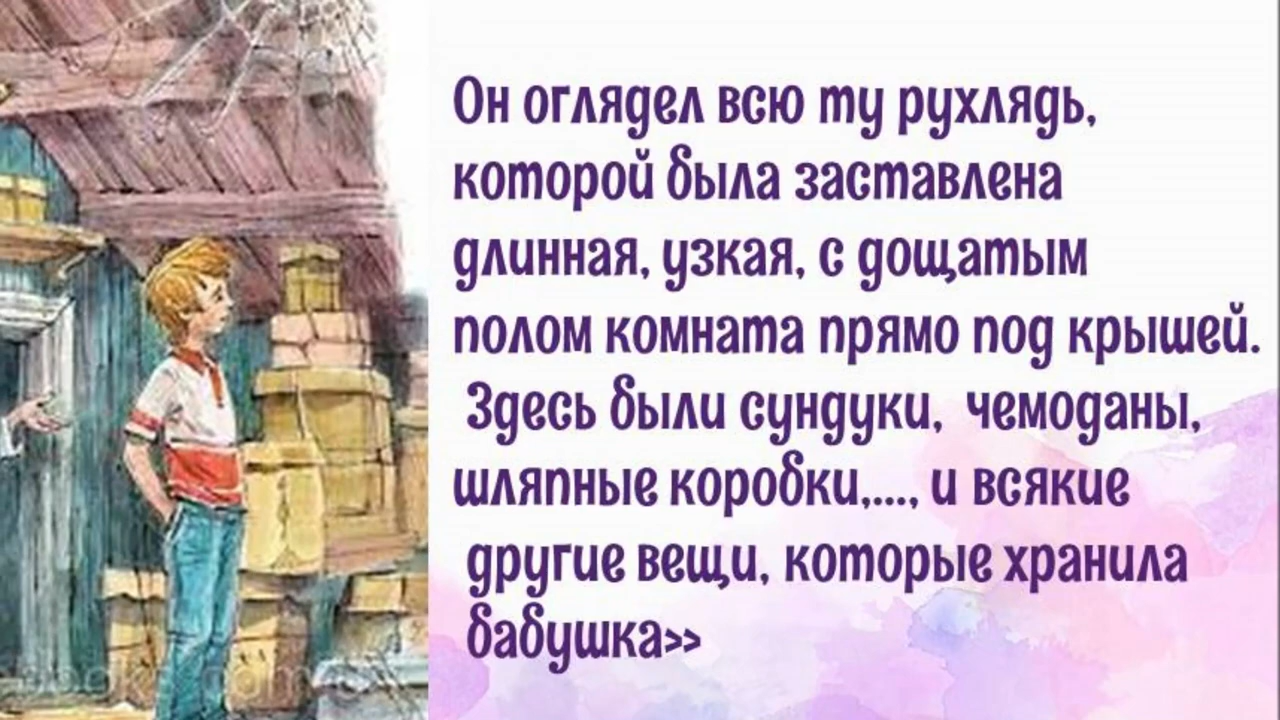 Он оглядел всю ту рухлядь,
которой была заставлена
длинная, узкая, с дощатым
полом комната прямо под крышей.
Здесь были сундуки, чемоданы,
шляпные коробки,...., и всякие
другие вещи, которые хранила
бабушка>>